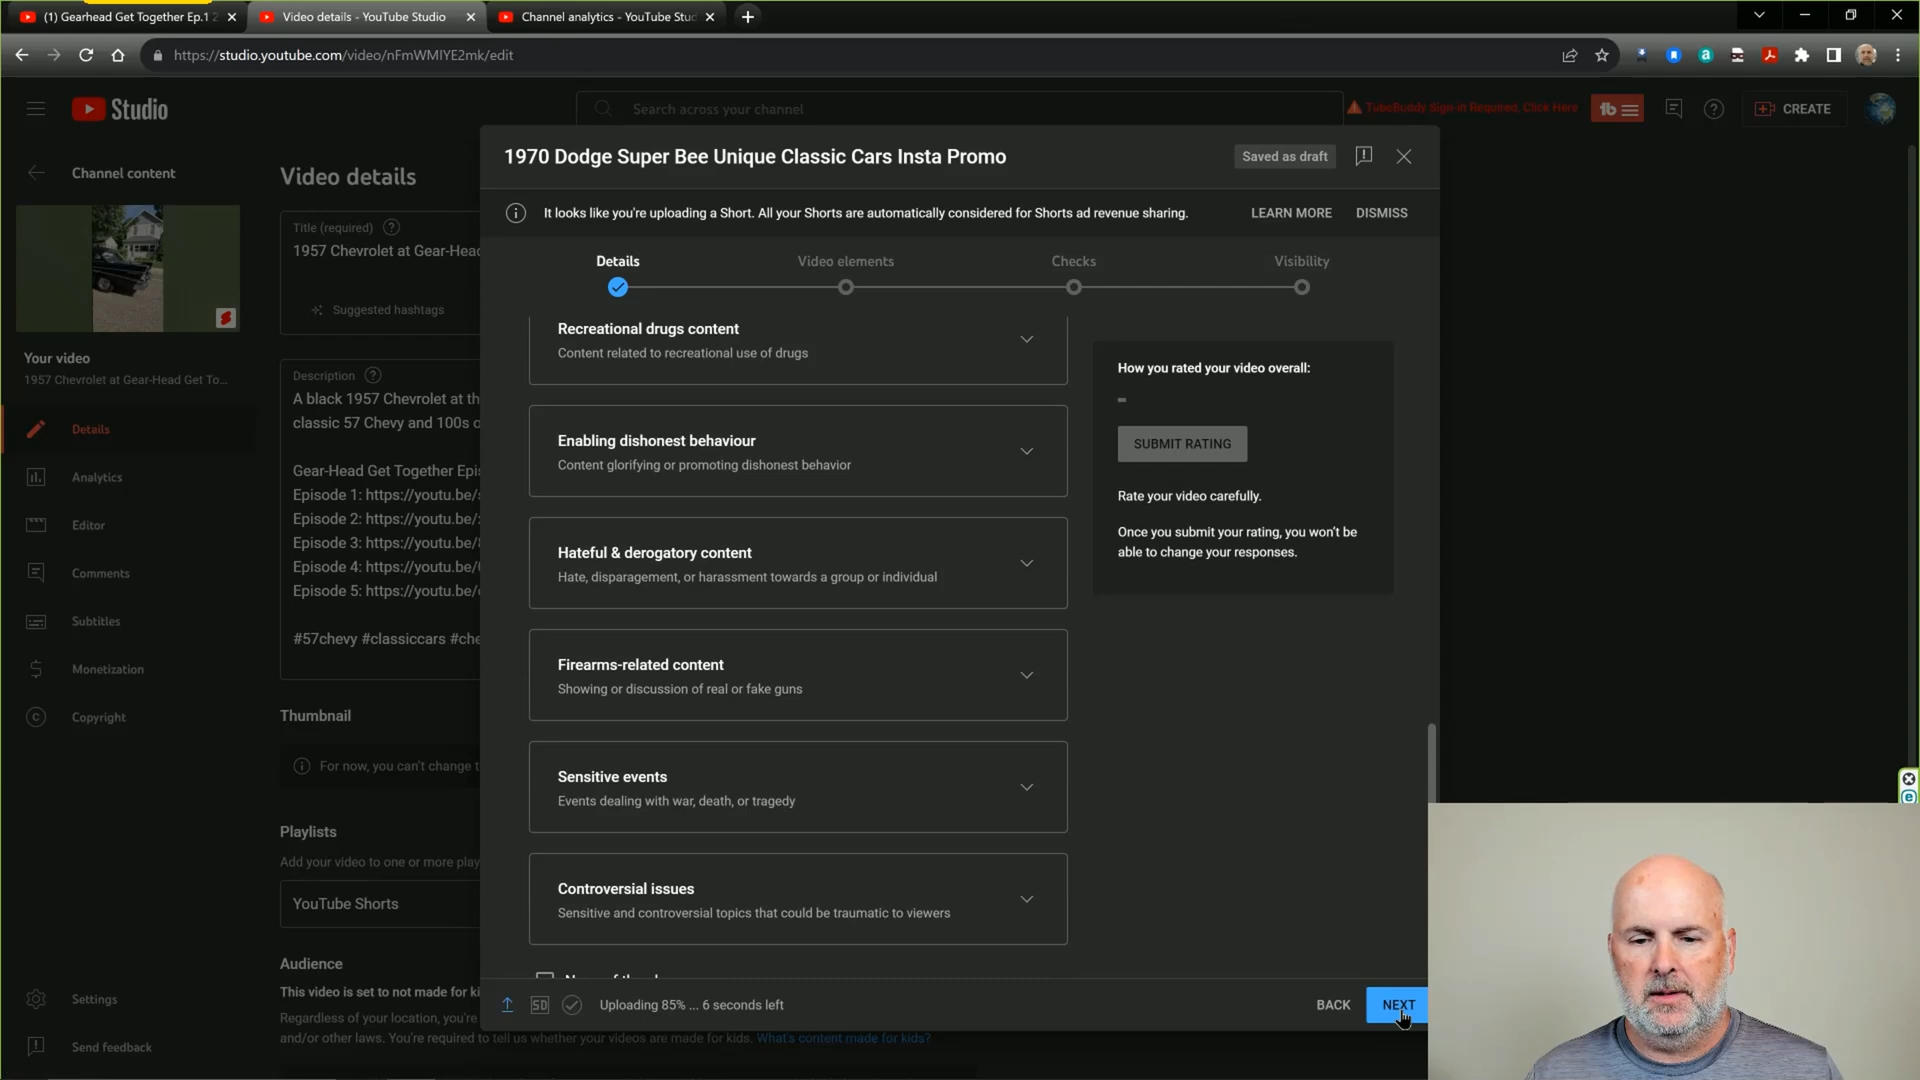 (1) Gearhead Get Together Ep.1 2
Video details - YouTube Studio
Channel analytics - YouTube Stud
https://studio.youtube.com/video/nFmWMIYE2mk/edit
Studio
Search across your channel
TubeBuddy Sign-in Required, Click Here
tb
CREATE
Channel content
Your video
1957 Chevrolet at Gear-Head Get To...
Details
Analytics
Editor
Comments
Subtitles
Monetization
Copyright
Settings
Send feedback
Video details
Title (required)
1957 Chevrolet at Gear-Head
Suggested hashtags
Description
A black 1957 Chevrolet at th
classic 57 Chevy and 100s o
Gear-Head Get Together Epi
Episode 1: https://youtu.be/
Episode 2: https://youtu.be/
Episode 3: https://youtu.be/
Episode 4: https://youtu.be/
Episode 5: https://youtu.be/
#57chevy #classiccars #che
Thumbnail
For now, you can't change t
Playlists
Add your video to one or more play
YouTube Shorts
Audience
This video is set to not made for ki
Regardless of your location, you're
and/or other laws. You're required to tell us whether your videos are made for kids. What's content made for kids?
1970 Dodge Super Bee Unique Classic Cars Insta Promo
Saved as draft
It looks like you're uploading a Short. All your Shorts are automatically considered for Shorts ad revenue sharing.
LEARN MORE
DISMISS
Details
Video elements
Checks
Visibility
Recreational drugs content
Content related to recreational use of drugs
Enabling dishonest behaviour
Content glorifying or promoting dishonest behavior
Hateful & derogatory content
Hate, disparagement, or harassment towards a group or individual
Firearms-related content
Showing or discussion of real or fake guns
Sensitive events
Events dealing with war, death, or tragedy
Controversial issues
Sensitive and controversial topics that could be traumatic to viewers
How you rated your video overall:
-
SUBMIT RATING
Rate your video carefully.
Once you submit your rating, you won't be
able to change your responses.
SD
Uploading 85% ... 6 seconds left
BACK
NEXT